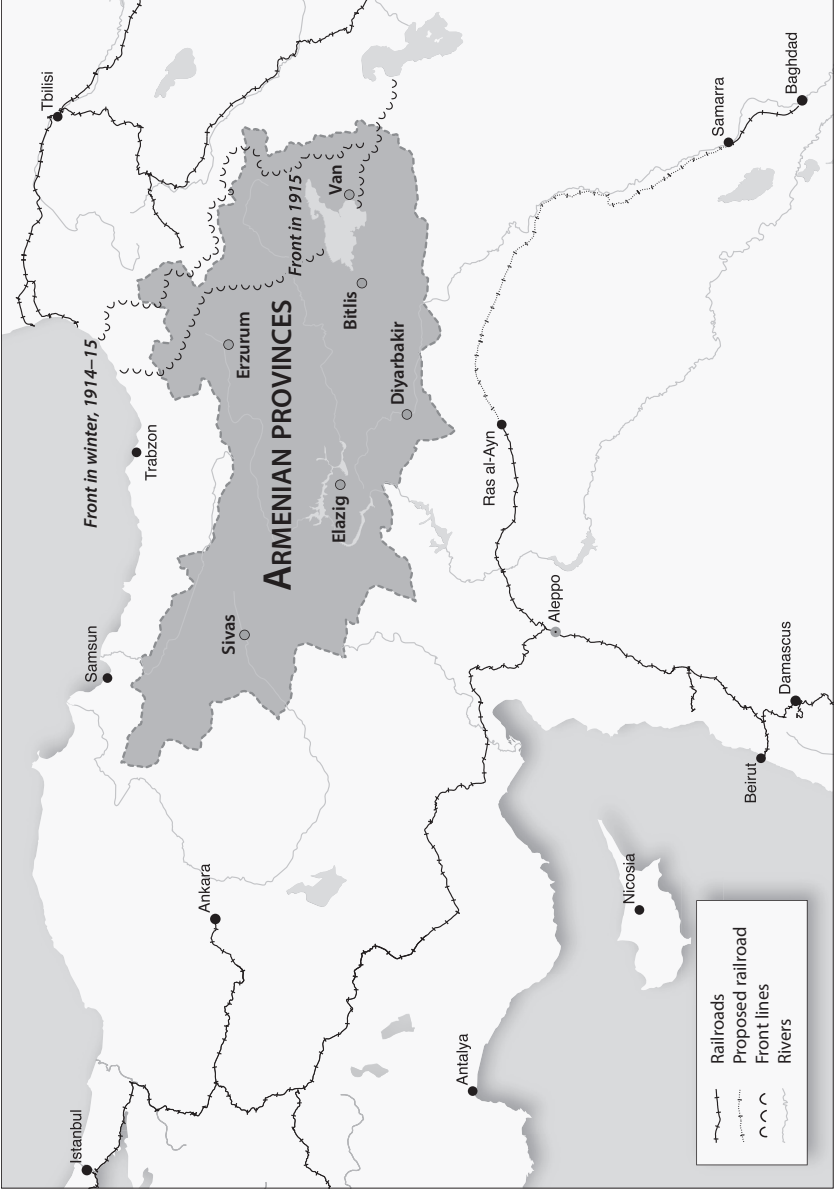 Front in winter, 1914–15
Tbilisi
Istanbul
Samsun
Trabzon
Ankara
Sivas
Erzurum
ARMENIAN PROVINCES
Front in 1915
Van
Bitlis
Elazig
Diyarbakir
Antalya
Ras al-Ayn
Aleppo
Samarra
Baghdad
Nicosia
Beirut
Damascus
Railroads
Proposed railroad
Front lines
Rivers